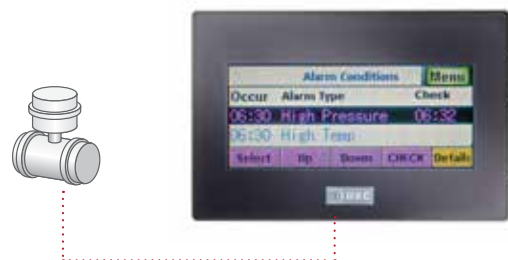 Alarm Conditions Menu
Occur Alarm Type Check
06:30 High Pressure 06:32
06:30 High Temp
Select Up Down CHECK Details
IDEC